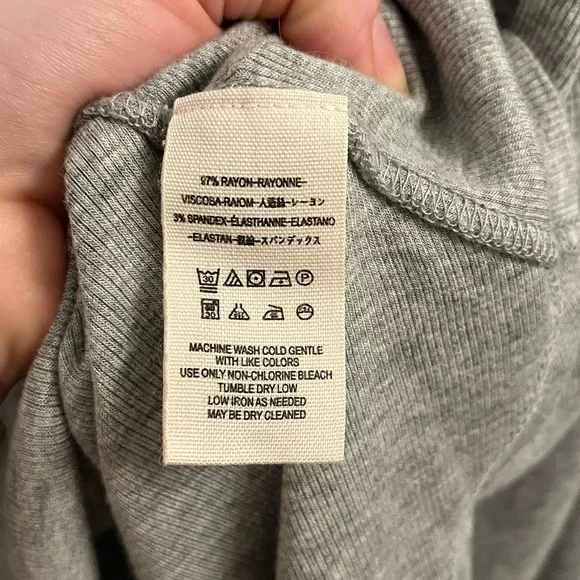 97% RAYON-RAYONNE-
VISCOSA-RAIOM-人造絲-レーヨン
3% SPANDEX-ÉLASTHANNE-ELASTANO
-ELASTAN-スパンデックス
30
P
30
MACHINE WASH COLD GENTLE
WITH LIKE COLORS
USE ONLY NON-CHLORINE BLEACH
TUMBLE DRY LOW
LOW IRON AS NEEDED
MAY BE DRY CLEANED